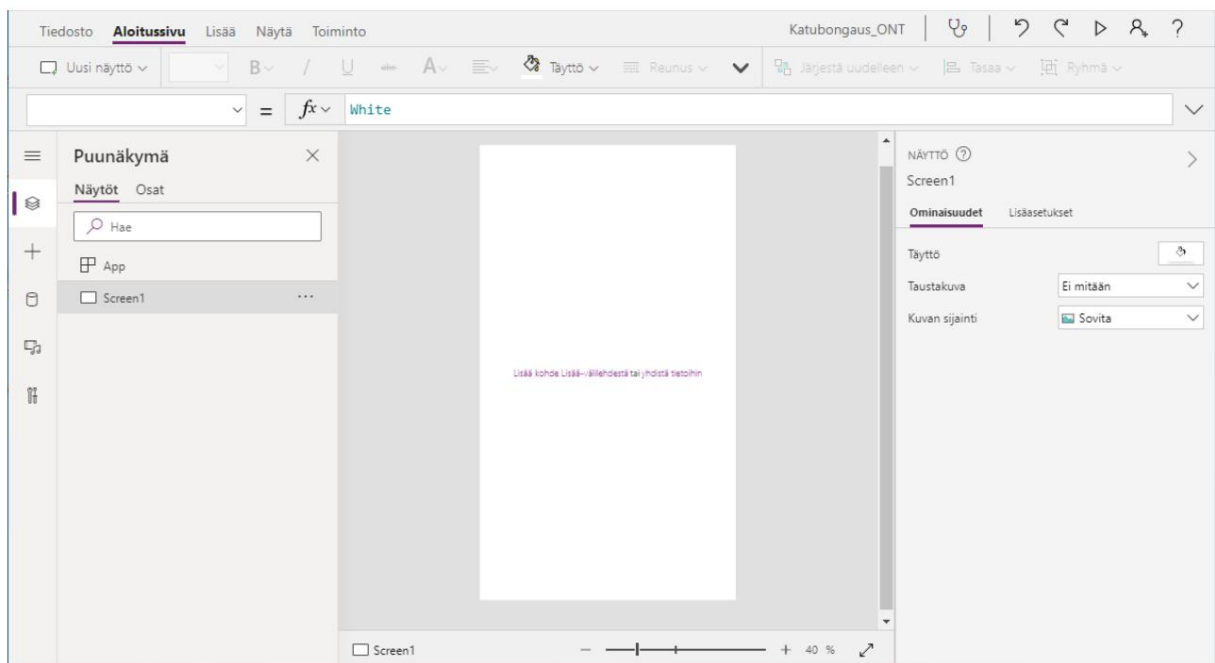 Tiedosto Aloitussivu Lisää Näytä Toiminto Katubongaus_ONT
Uusi näyttö B / U abc A Täyttö Reunus Järjestä uudelleen Tasaa Ryhmä
= fx White
Puunäkymä
Näytöt Osat
Hae
App
Screen1
Lisää kohde Lisää-välilehdestä tai yhdistä tietoihin
Screen1 40 %
NÄYTTÖ
Screen1
Ominaisuudet Lisäasetukset
Täyttö
Taustakuva Ei mitään
Kuvan sijainti Sovita